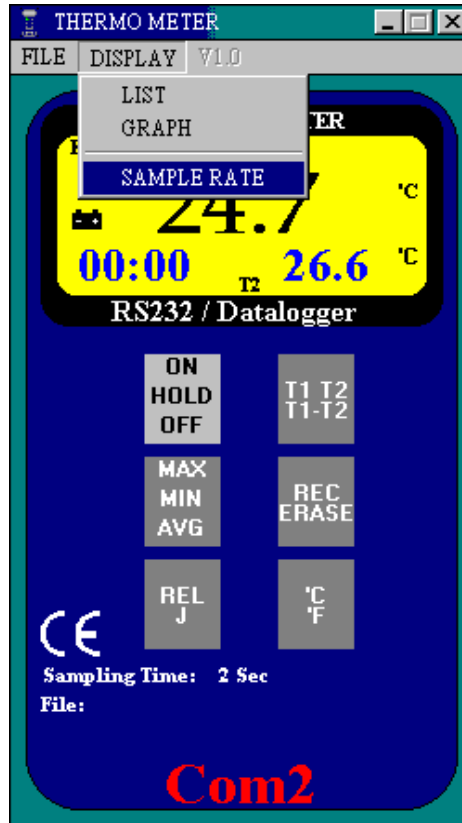 THERMO METER
FILE DISPLAY V1.0
LIST
GRAPH
SAMPLE RATE
24.7 °C
00:00 T2 26.6 °C
RS232 / Datalogger
ON
HOLD
OFF
T1 T2
T1-T2
MAX
MIN
AVG
REC
ERASE
REL
J
°C
°F
CE
Sampling Time: 2 Sec
File:
Com2